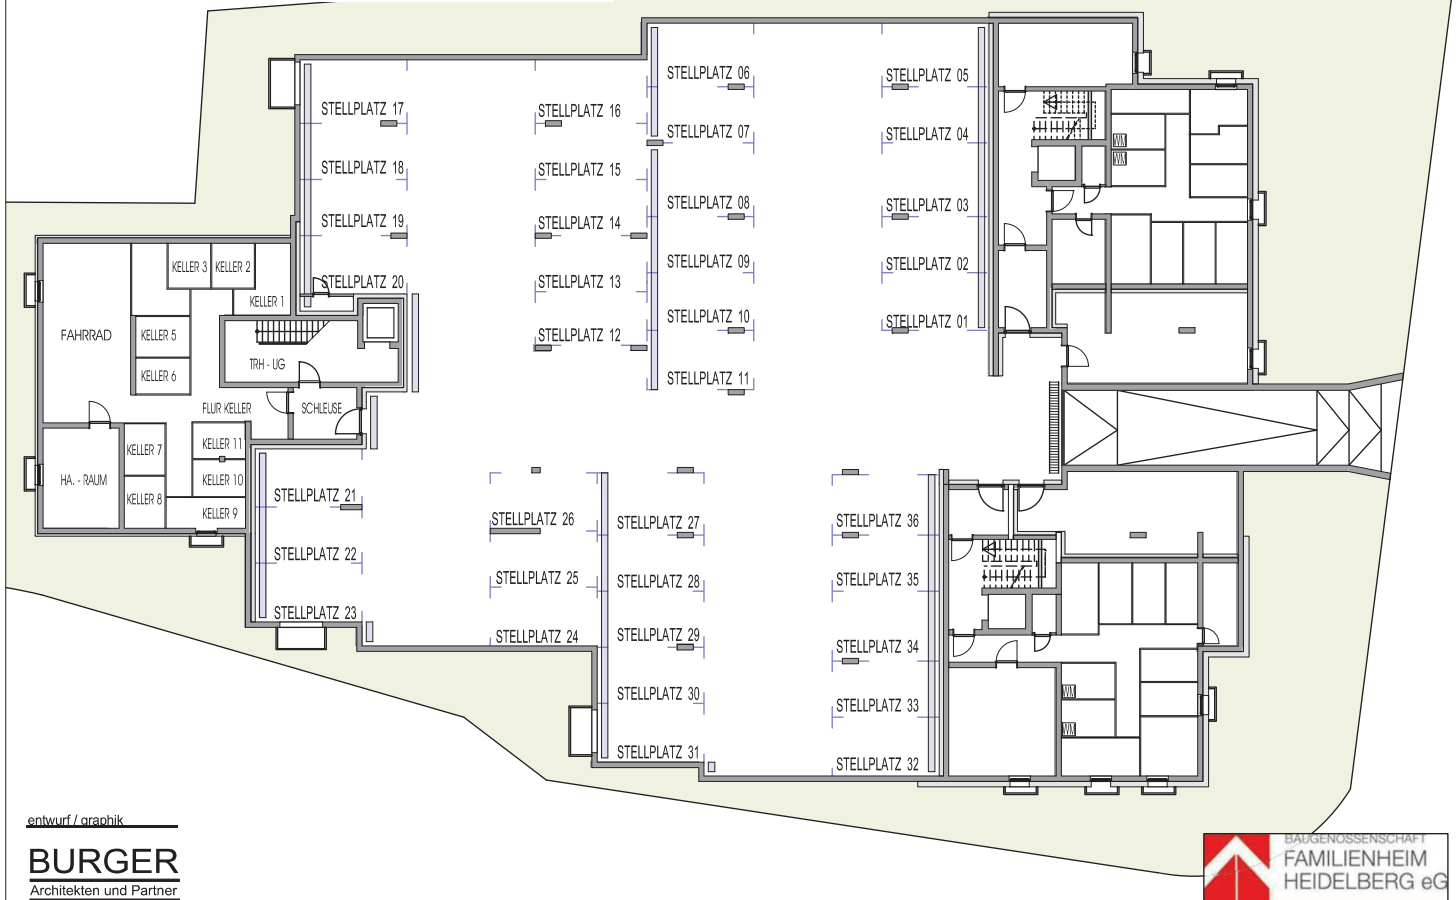 STELLPLATZ 06
STELLPLATZ 05
STELLPLATZ 17
STELLPLATZ 16
STELLPLATZ 07
STELLPLATZ 04
STELLPLATZ 18
STELLPLATZ 15
STELLPLATZ 08
STELLPLATZ 03
STELLPLATZ 19
STELLPLATZ 14
STELLPLATZ 09
STELLPLATZ 02
STELLPLATZ 20
STELLPLATZ 13
STELLPLATZ 10
STELLPLATZ 01
STELLPLATZ 12
STELLPLATZ 11
KELLER 3
KELLER 2
KELLER 1
FAHRRAD
KELLER 5
KELLER 6
TRH - UG
FLUR KELLER
SCHLEUSE
KELLER 7
KELLER 11
HA. - RAUM
KELLER 10
KELLER 8
KELLER 9
STELLPLATZ 21
STELLPLATZ 26
STELLPLATZ 27
STELLPLATZ 36
STELLPLATZ 22
STELLPLATZ 25
STELLPLATZ 28
STELLPLATZ 35
STELLPLATZ 23
STELLPLATZ 24
STELLPLATZ 29
STELLPLATZ 34
STELLPLATZ 30
STELLPLATZ 33
STELLPLATZ 31
STELLPLATZ 32
WM
WM
WM
WM
entwurf / graphik
BURGER
Architekten und Partner
BAUGENOSSENSCHAFT
FAMILIENHEIM
HEIDELBERG eG